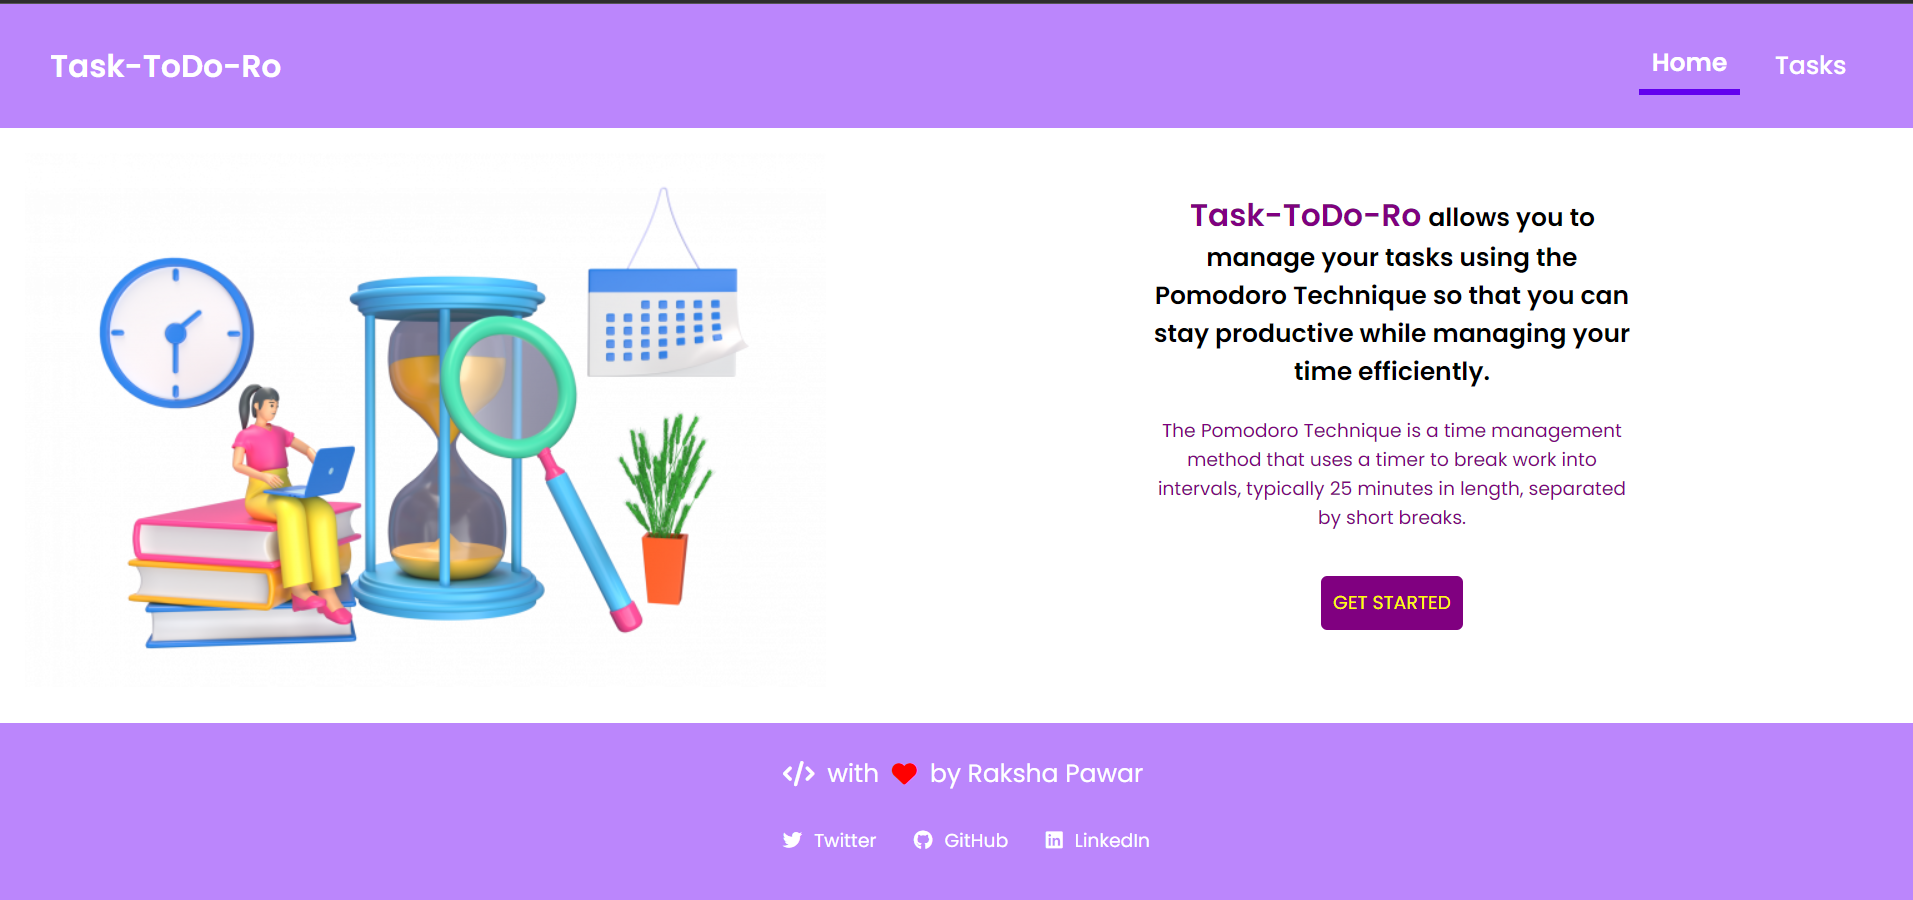 Task-ToDo-Ro
Home
Tasks
Task-ToDo-Ro allows you to
manage your tasks using the
Pomodoro Technique so that you can
stay productive while managing your
time efficiently.
The Pomodoro Technique is a time management
method that uses a timer to break work into
intervals, typically 25 minutes in length, separated
by short breaks.
GET STARTED
</> with ❤ by Raksha Pawar
Twitter
GitHub
LinkedIn